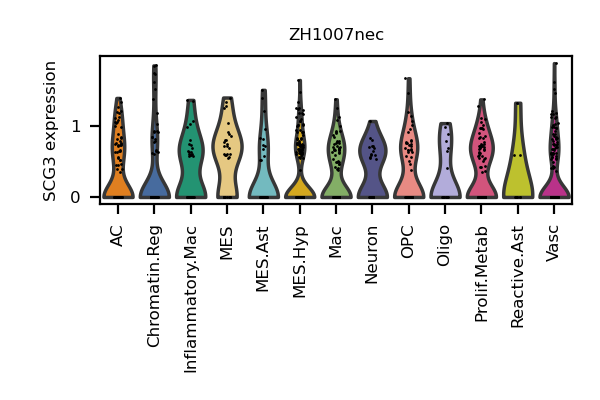 ZH1007nec
SCG3 expression
1
0
AC
Chromatin.Reg
Inflammatory.Mac
MES
MES.Ast
MES.Hyp
Mac
Neuron
OPC
Oligo
Prolif.Metab
Reactive.Ast
Vasc